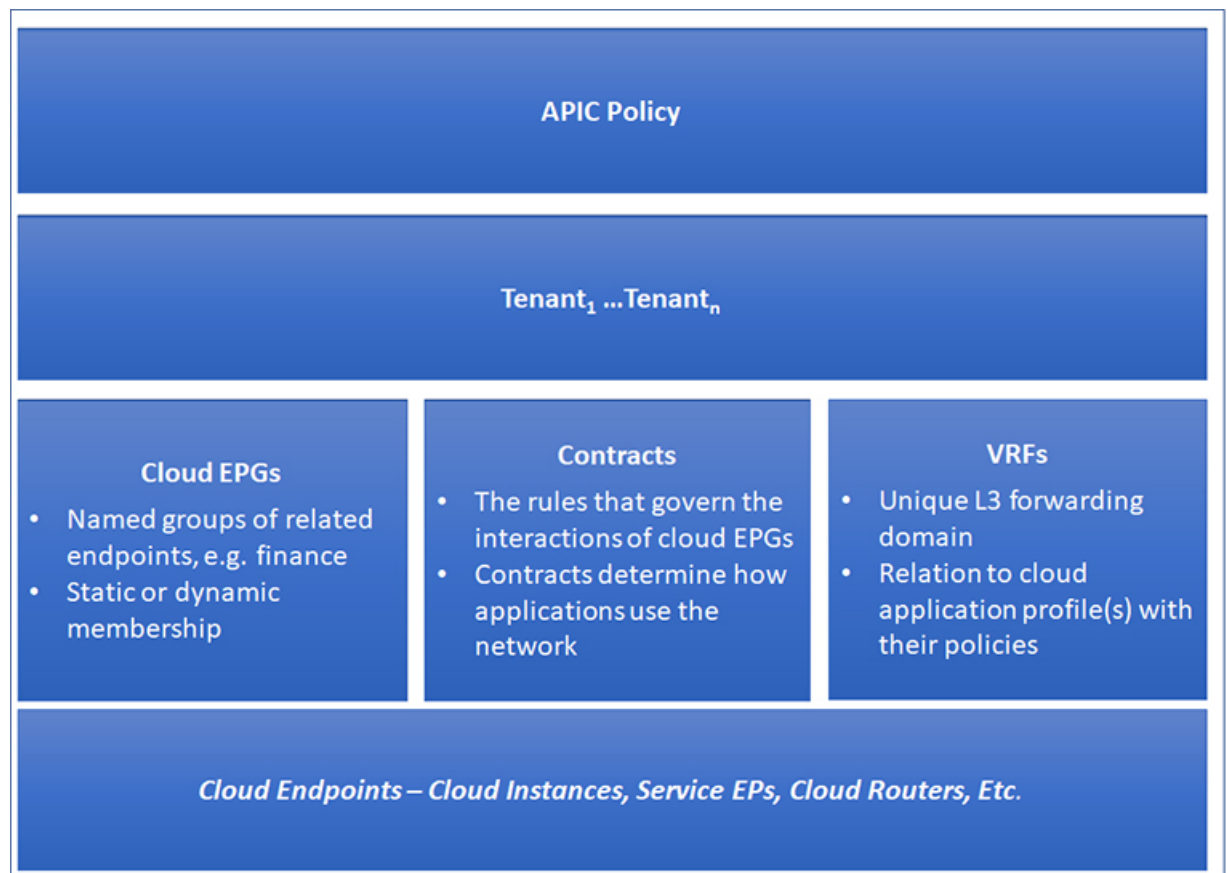 APIC Policy
Tenant₁ …Tenantₙ
Cloud EPGs
• Named groups of related
endpoints, e.g. finance
• Static or dynamic
membership
Contracts
• The rules that govern the
interactions of cloud EPGs
• Contracts determine how
applications use the
network
VRFs
• Unique L3 forwarding
domain
• Relation to cloud
application profile(s) with
their policies
Cloud Endpoints – Cloud Instances, Service EPs, Cloud Routers, Etc.